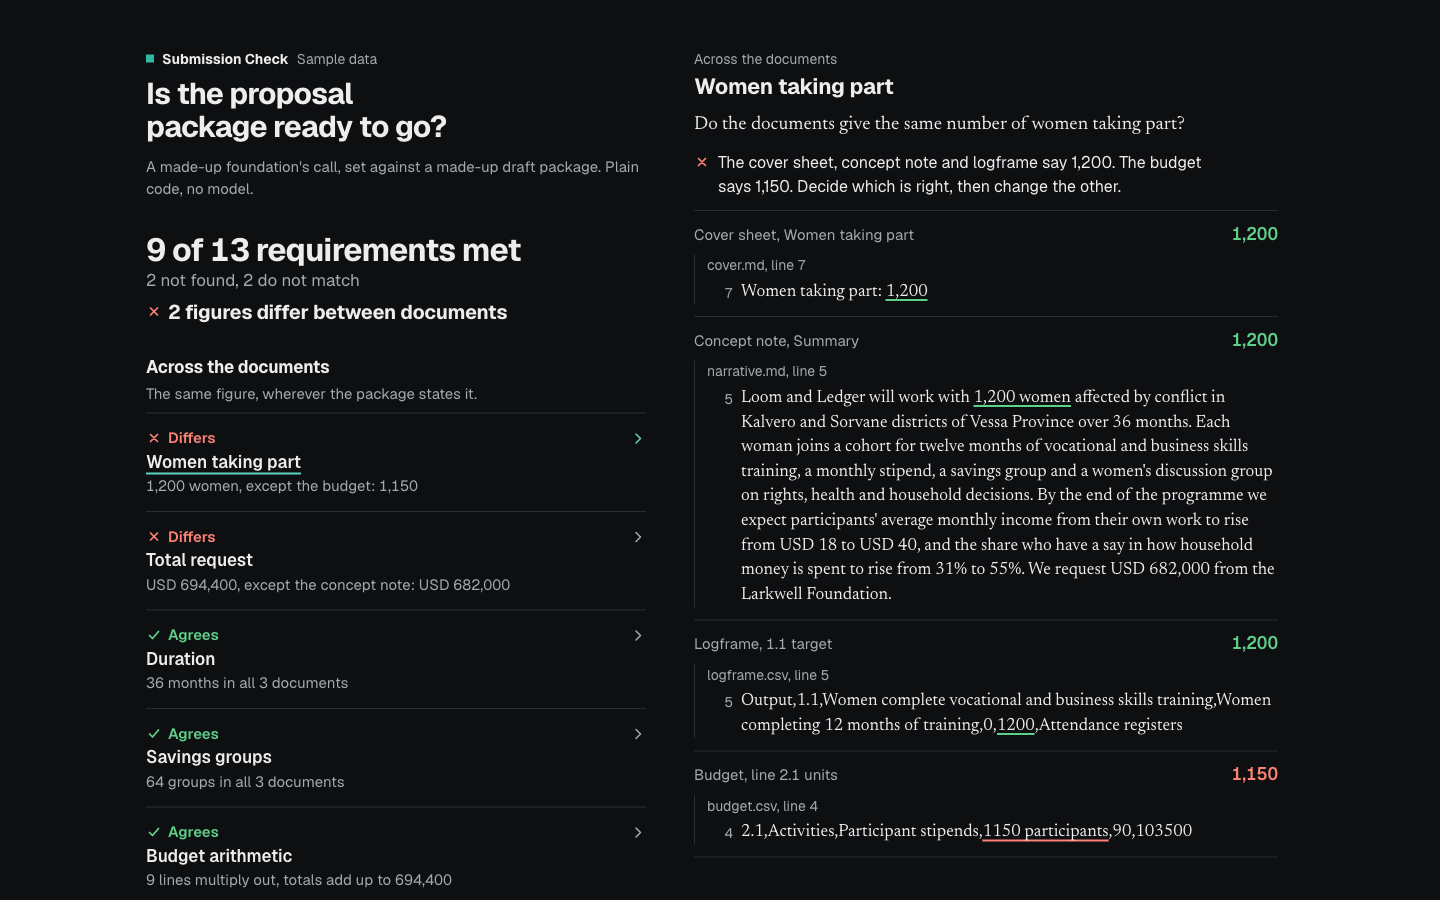 Submission Check Sample data
Is the proposal
package ready to go?
A made-up foundation's call, set against a made-up draft package. Plain
code, no model.
9 of 13 requirements met
2 not found, 2 do not match
2 figures differ between documents
Across the documents
The same figure, wherever the package states it.
Differs
Women taking part
1,200 women, except the budget: 1,150
Differs
Total request
USD 694,400, except the concept note: USD 682,000
Agrees
Duration
36 months in all 3 documents
Agrees
Savings groups
64 groups in all 3 documents
Agrees
Budget arithmetic
9 lines multiply out, totals add up to 694,400
Across the documents
Women taking part
Do the documents give the same number of women taking part?
The cover sheet, concept note and logframe say 1,200. The budget
says 1,150. Decide which is right, then change the other.
Cover sheet, Women taking part 1,200
cover.md, line 7
7 Women taking part: 1,200
Concept note, Summary 1,200
narrative.md, line 5
5 Loom and Ledger will work with 1,200 women affected by conflict in
Kalvero and Sorvane districts of Vessa Province over 36 months. Each
woman joins a cohort for twelve months of vocational and business skills
training, a monthly stipend, a savings group and a women's discussion group
on rights, health and household decisions. By the end of the programme we
expect participants' average monthly income from their own work to rise
from USD 18 to USD 40, and the share who have a say in how household
money is spent to rise from 31% to 55%. We request USD 682,000 from the
Larkwell Foundation.
Logframe, 1.1 target 1,200
logframe.csv, line 5
5 Output,1.1,Women complete vocational and business skills training,Women
completing 12 months of training,0,1200,Attendance registers
Budget, line 2.1 units 1,150
budget.csv, line 4
4 2.1,Activities,Participant stipends,1150 participants,90,103500